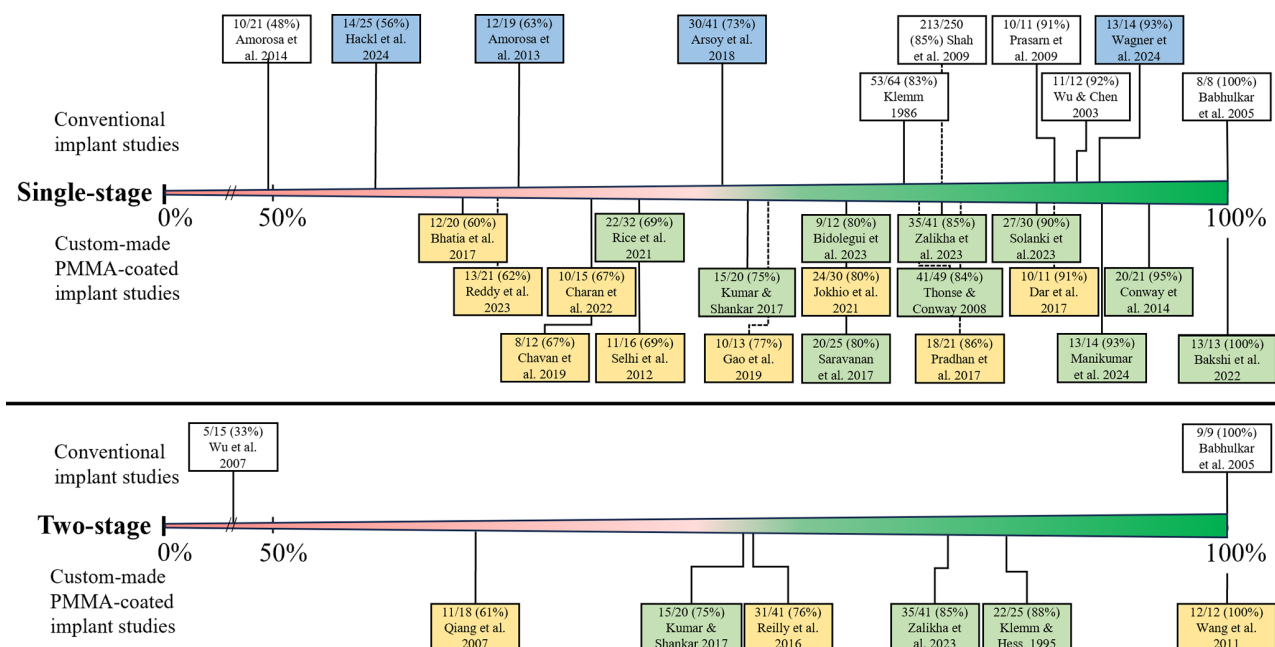 10/21 (48%)
Amorosa et
al. 2014
14/25 (56%)
Hackl et al.
2024
12/19 (63%)
Amorosa et
al. 2013
30/41 (73%)
Arsoy et al.
2018
213/250
(85%) Shah
et al. 2009
10/11 (91%)
Prasarn et
al. 2009
13/14 (93%)
Wagner et
al. 2024
53/64 (83%)
Klemm
1986
11/12 (92%)
Wu & Chen
2003
8/8 (100%)
Babhulkar
et al. 2005
Conventional
implant studies
Single-stage
0%
//
50%
100%
Custom-made
PMMA-coated
implant studies
12/20 (60%)
Bhatia et al.
2017
22/32 (69%)
Rice et al.
2021
9/12 (80%)
Bidolegui et
al. 2023
35/41 (85%)
Zalikha et
al. 2023
27/30 (90%)
Solanki et
al.2023
13/21 (62%)
Reddy et al.
2023
10/15 (67%)
Charan et
al. 2022
15/20 (75%)
Kumar &
Shankar 2017
24/30 (80%)
Jokhio et al.
2021
41/49 (84%)
Thonse &
Conway 2008
10/11 (91%)
Dar et al.
2017
20/21 (95%)
Conway et
al. 2014
8/12 (67%)
Chavan et
al. 2019
11/16 (69%)
Selhi et al.
2012
10/13 (77%)
Gao et al.
2019
20/25 (80%)
Saravanan
et al. 2017
18/21 (86%)
Pradhan et
al. 2017
13/14 (93%)
Manikumar
et al. 2024
13/13 (100%)
Bakshi et al.
2022
Conventional
implant studies
5/15 (33%)
Wu et al.
2007
9/9 (100%)
Babhulkar
et al. 2005
Two-stage
0%
//
50%
100%
Custom-made
PMMA-coated
implant studies
11/18 (61%)
Qiang et al.
2007
15/20 (75%)
Kumar &
Shankar 2017
31/41 (76%)
Reilly et al.
2016
35/41 (85%)
Zalikha et
al. 2023
22/25 (88%)
Klemm &
Hess 1995
12/12 (100%)
Wang et al.
2011